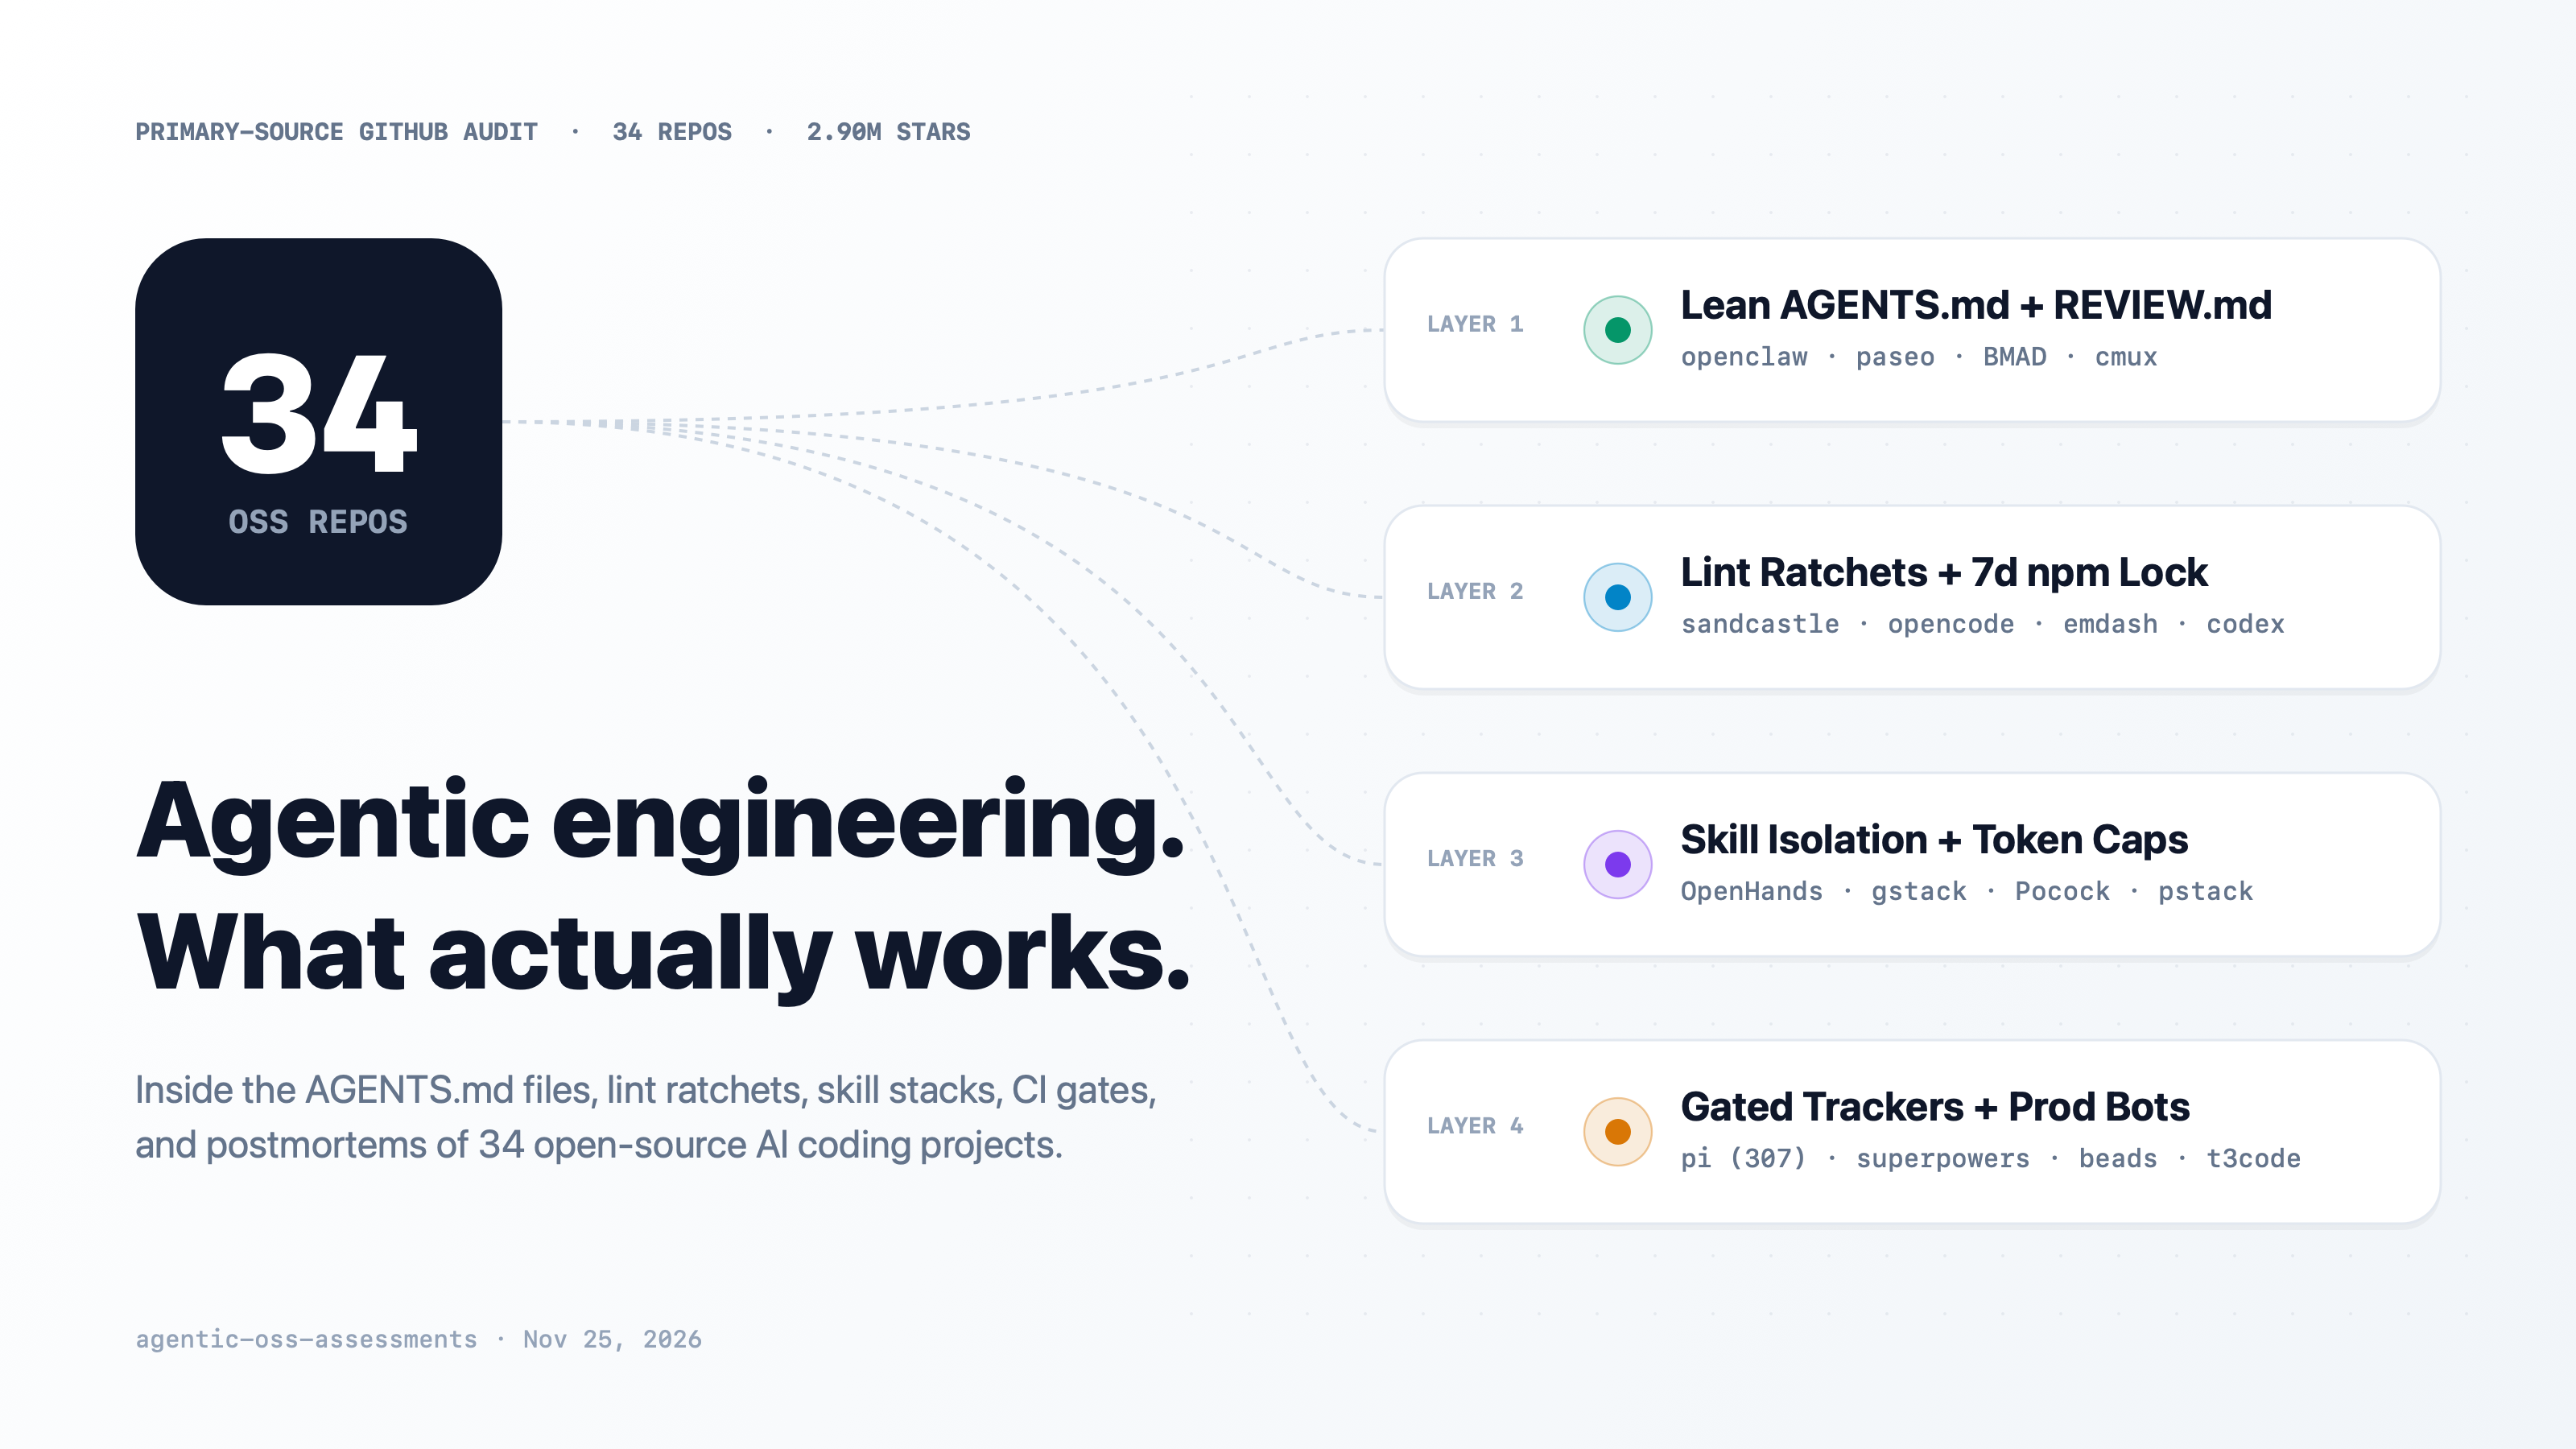 PRIMARY–SOURCE GITHUB AUDIT · 34 REPOS · 2.90M STARS
34
OSS REPOS
Agentic engineering.
What actually works.
Inside the AGENTS.md files, lint ratchets, skill stacks, CI gates,
and postmortems of 34 open-source AI coding projects.
agentic–oss–assessments · Nov 25, 2026
LAYER 1
Lean AGENTS.md + REVIEW.md
openclaw · paseo · BMAD · cmux
LAYER 2
Lint Ratchets + 7d npm Lock
sandcastle · opencode · emdash · codex
LAYER 3
Skill Isolation + Token Caps
OpenHands · gstack · Pocock · pstack
LAYER 4
Gated Trackers + Prod Bots
pi (307) · superpowers · beads · t3code